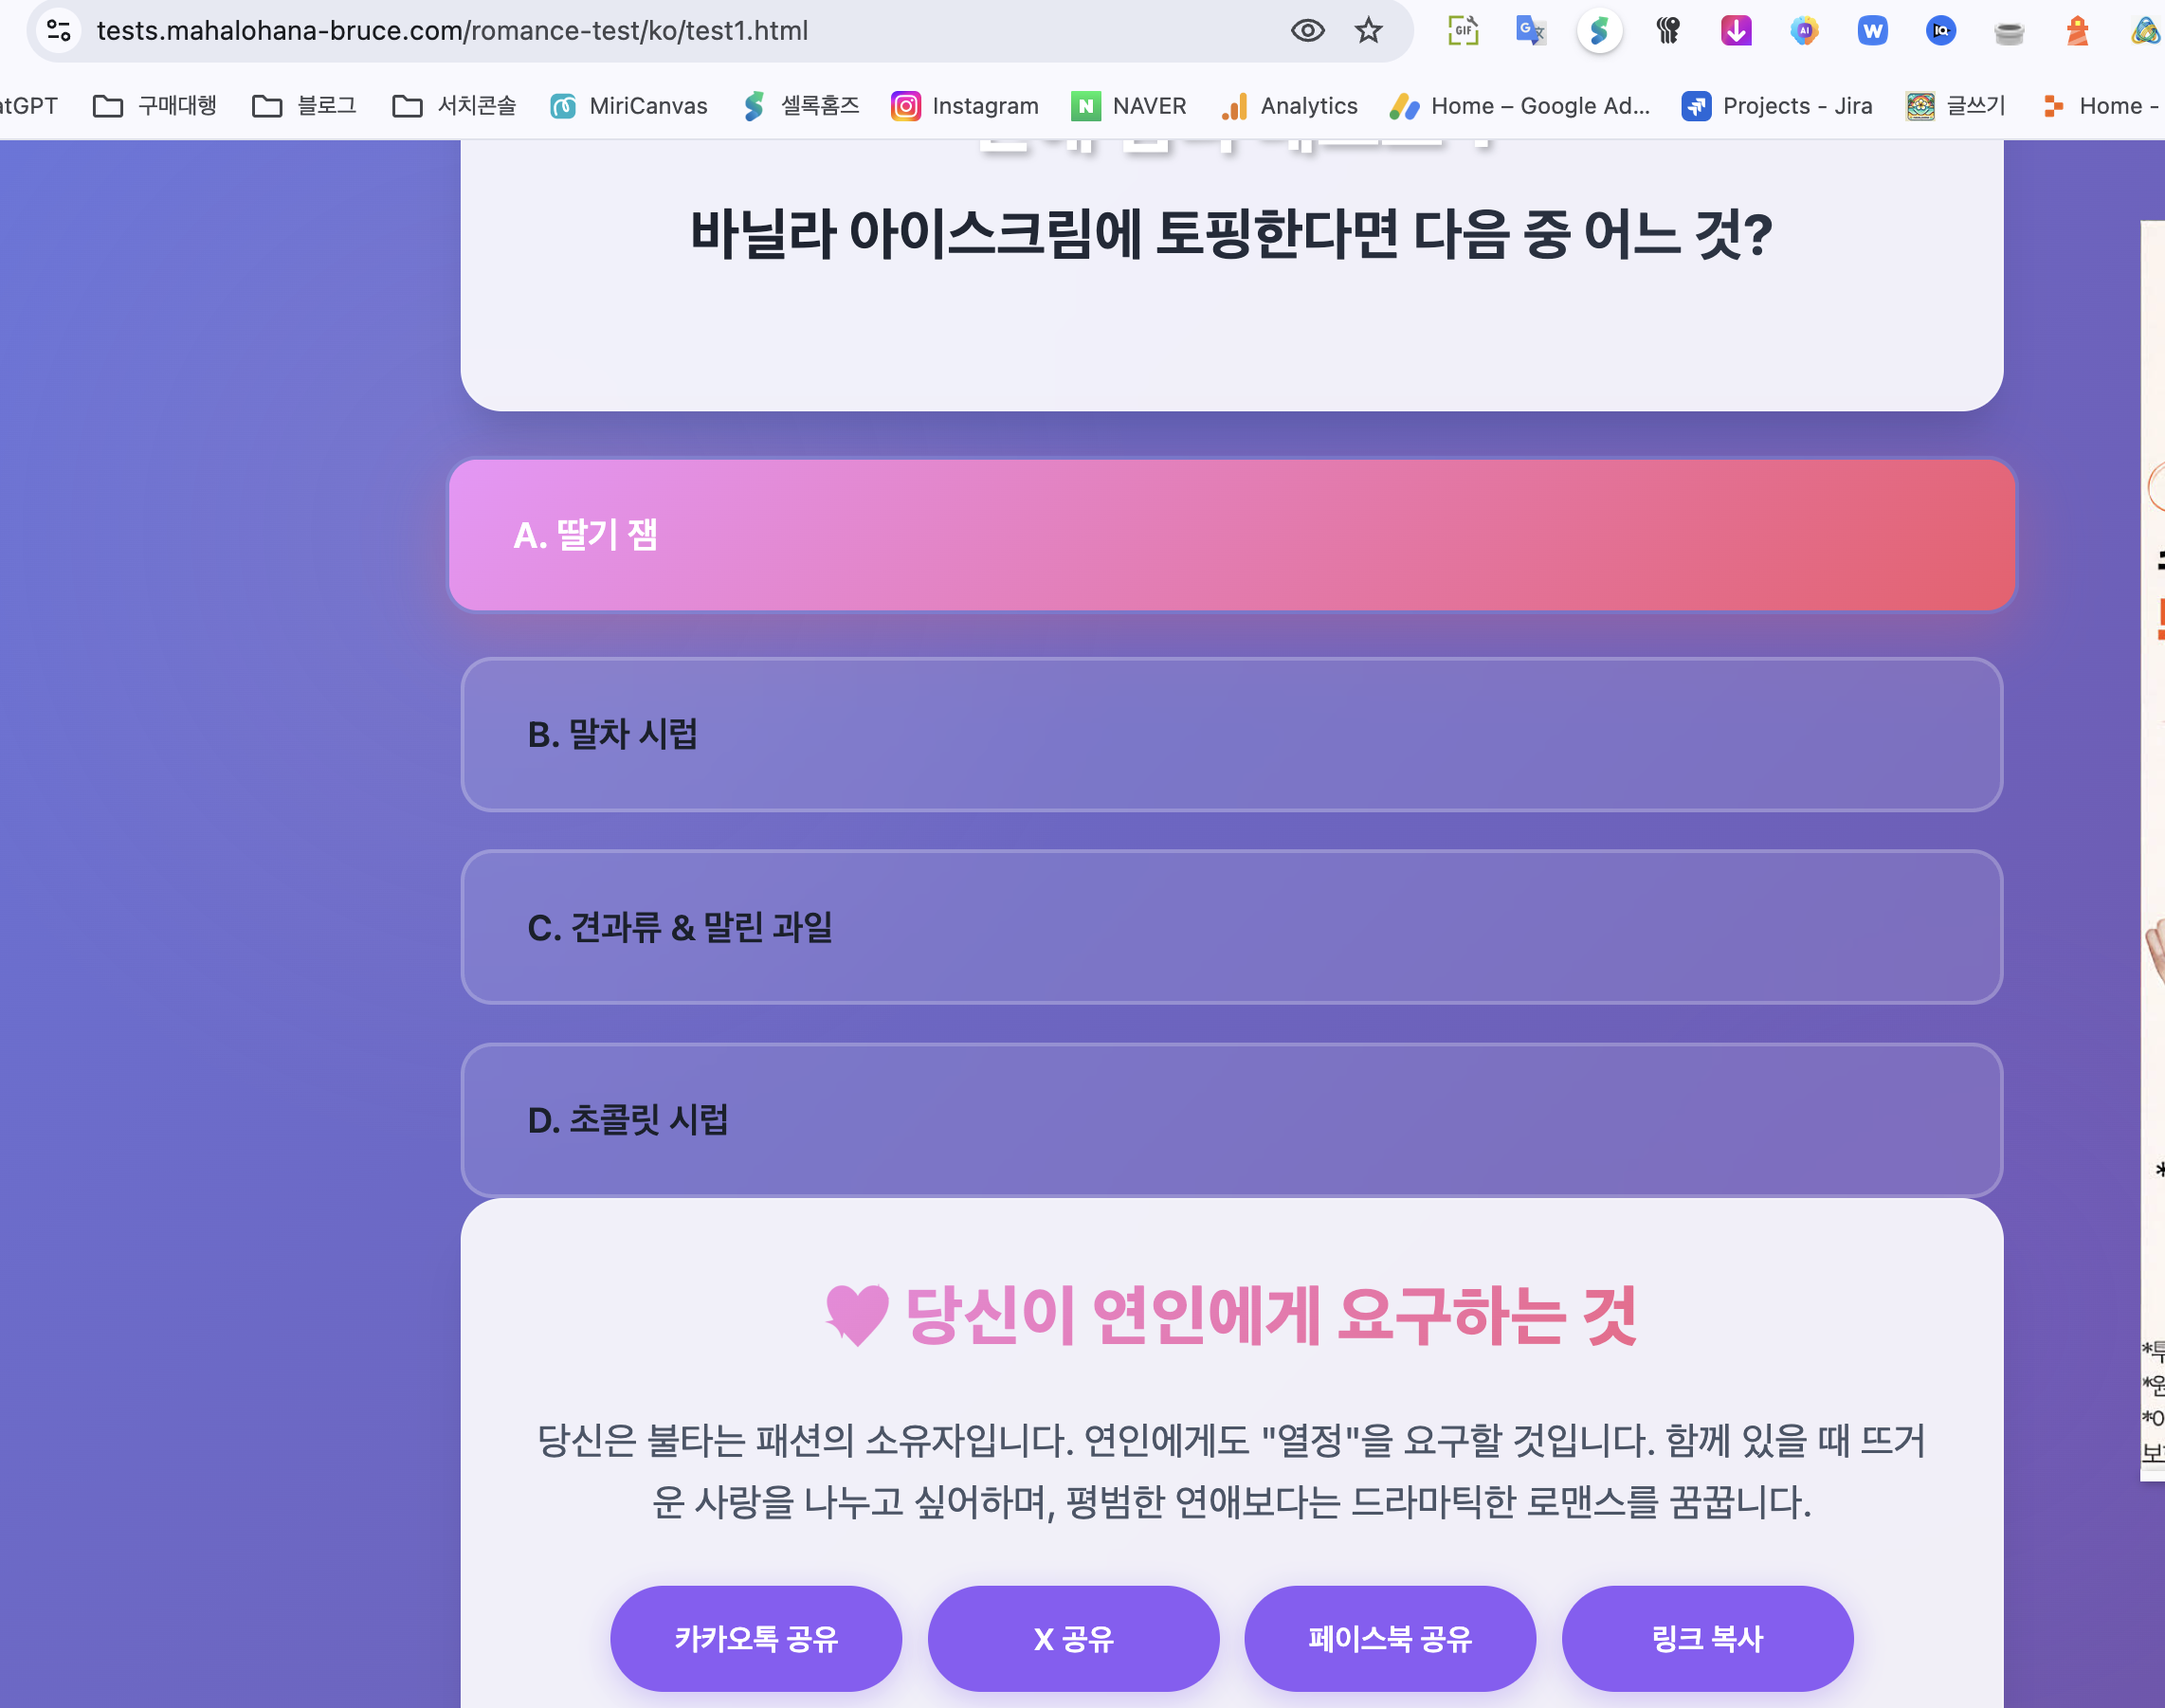 tests.mahalohana-bruce.com/romance-test/ko/test1.html
atGPT 구매대행 블로그 서치콘솔 MiriCanvas 셀록홈즈 Instagram NAVER Analytics Home – Google Ad... Projects - Jira 글쓰기 Home -
바닐라 아이스크림에 토핑한다면 다음 중 어느 것?
A. 딸기 잼
B. 말차 시럽
C. 견과류 & 말린 과일
D. 초콜릿 시럽
당신이 연인에게 요구하는 것
당신은 불타는 패션의 소유자입니다. 연인에게도 "열정"을 요구할 것입니다. 함께 있을 때 뜨거
운 사랑을 나누고 싶어하며, 평범한 연애보다는 드라마틱한 로맨스를 꿈꿉니다.
카카오톡 공유
X 공유
페이스북 공유
링크 복사